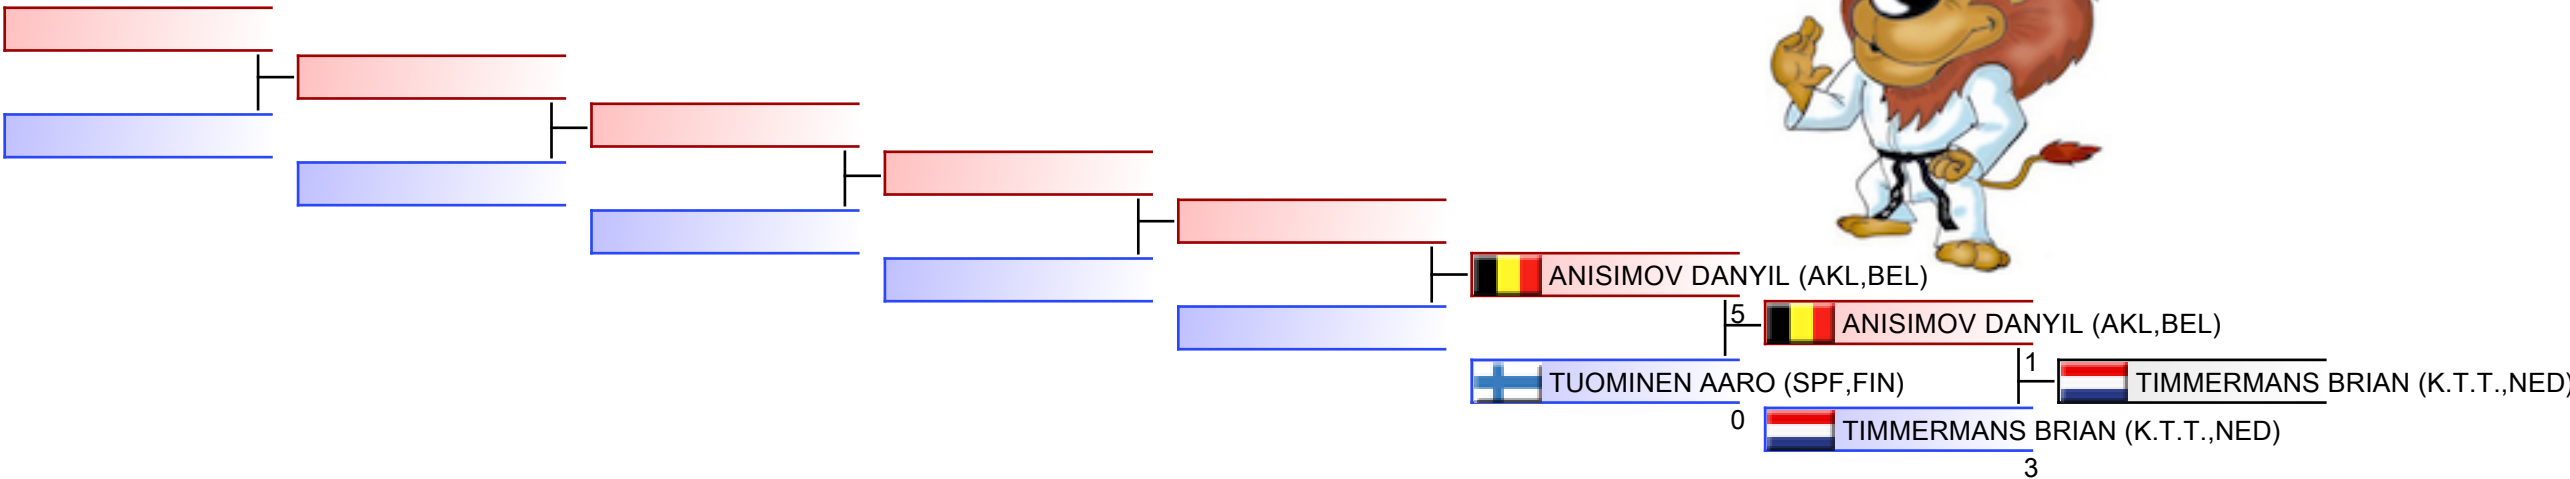 ANISIMOV DANYIL (AKL,BEL)
5
ANISIMOV DANYIL (AKL,BEL)
1
TUOMINEN AARO (SPF,FIN)
TIMMERMANS BRIAN (K.T.T.,NED)
0
TIMMERMANS BRIAN (K.T.T.,NED)
3